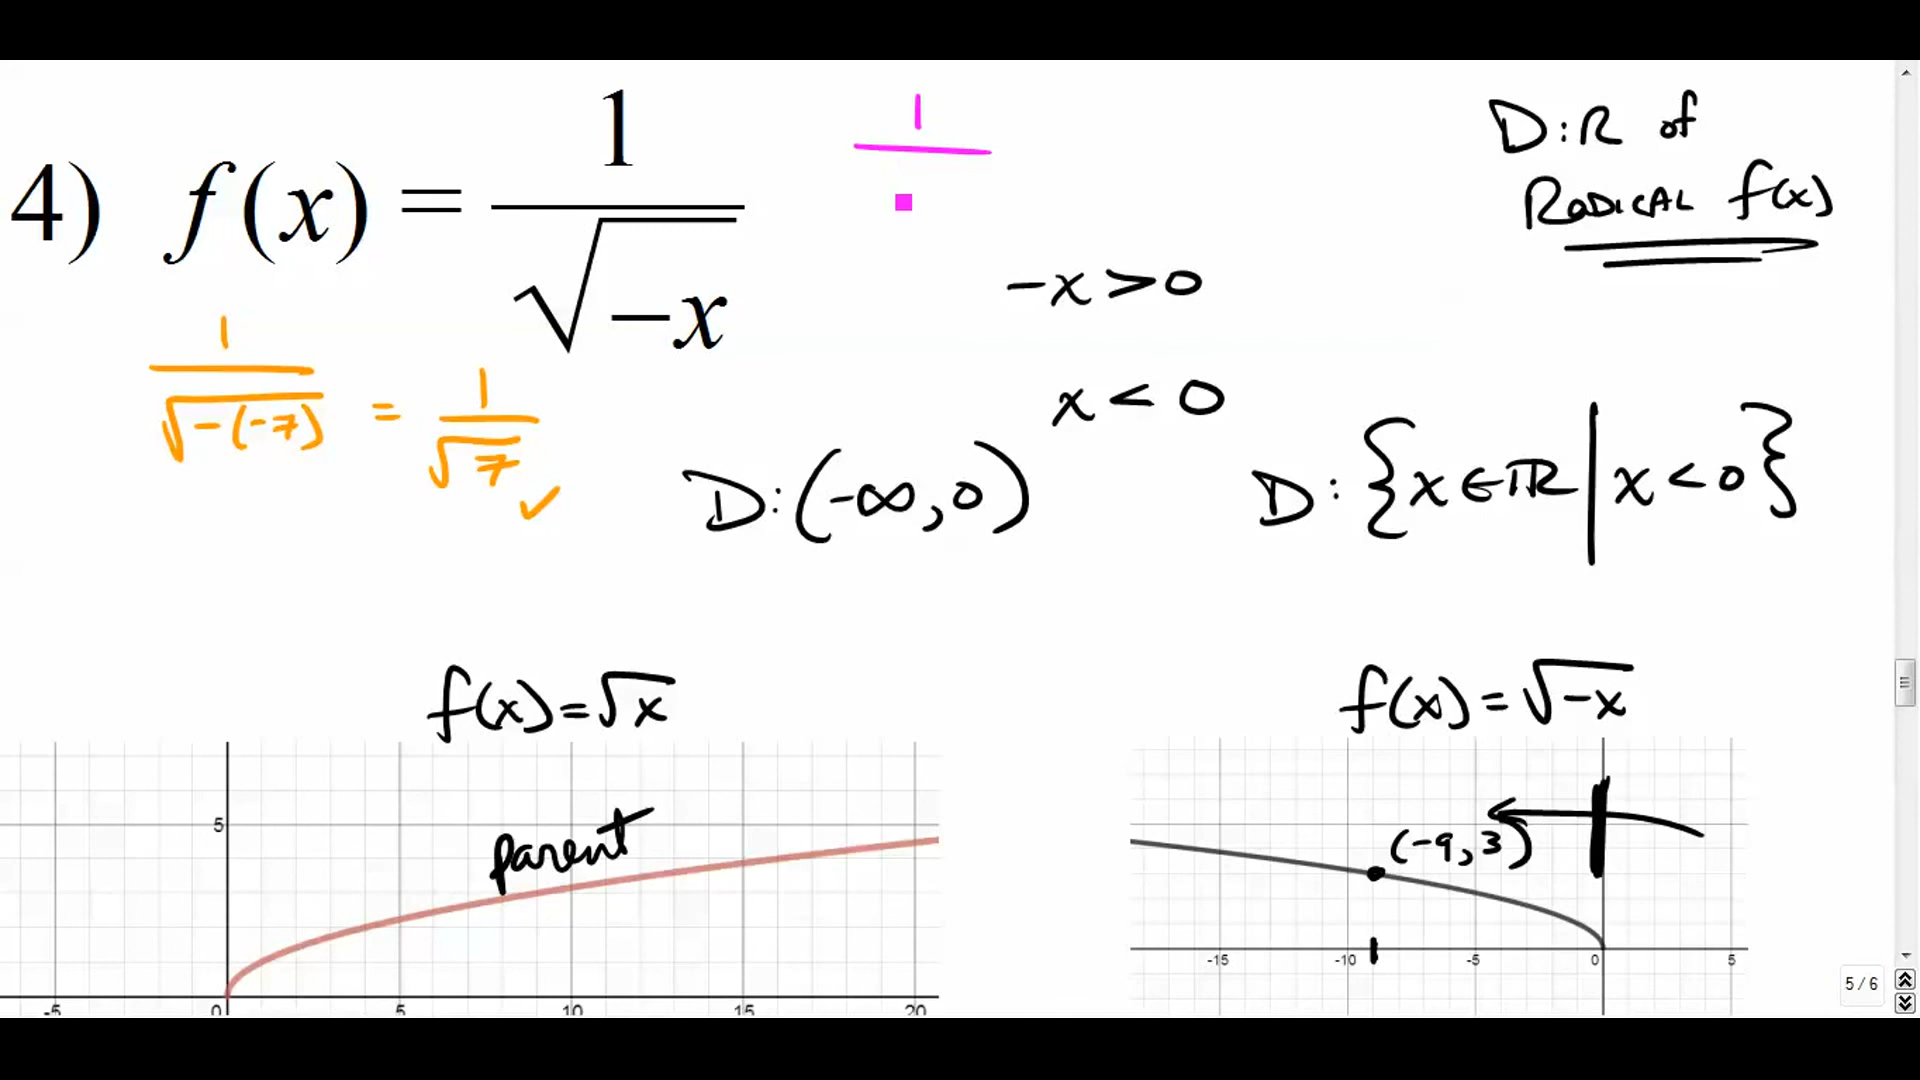 4) f(x) = 1/√-x
1
D:R of
RADICAL f(x)
-x > 0
1/√-(-7) = 1/√7 ✓
x < 0
D: (-∞, 0)
D: {x∈ℝ | x < 0}
f(x) = √x
f(x) = √-x
5
parent
(-9, 3)
-15 -10 -5 0 5
5 / 6
-5 0 5 10 15 20